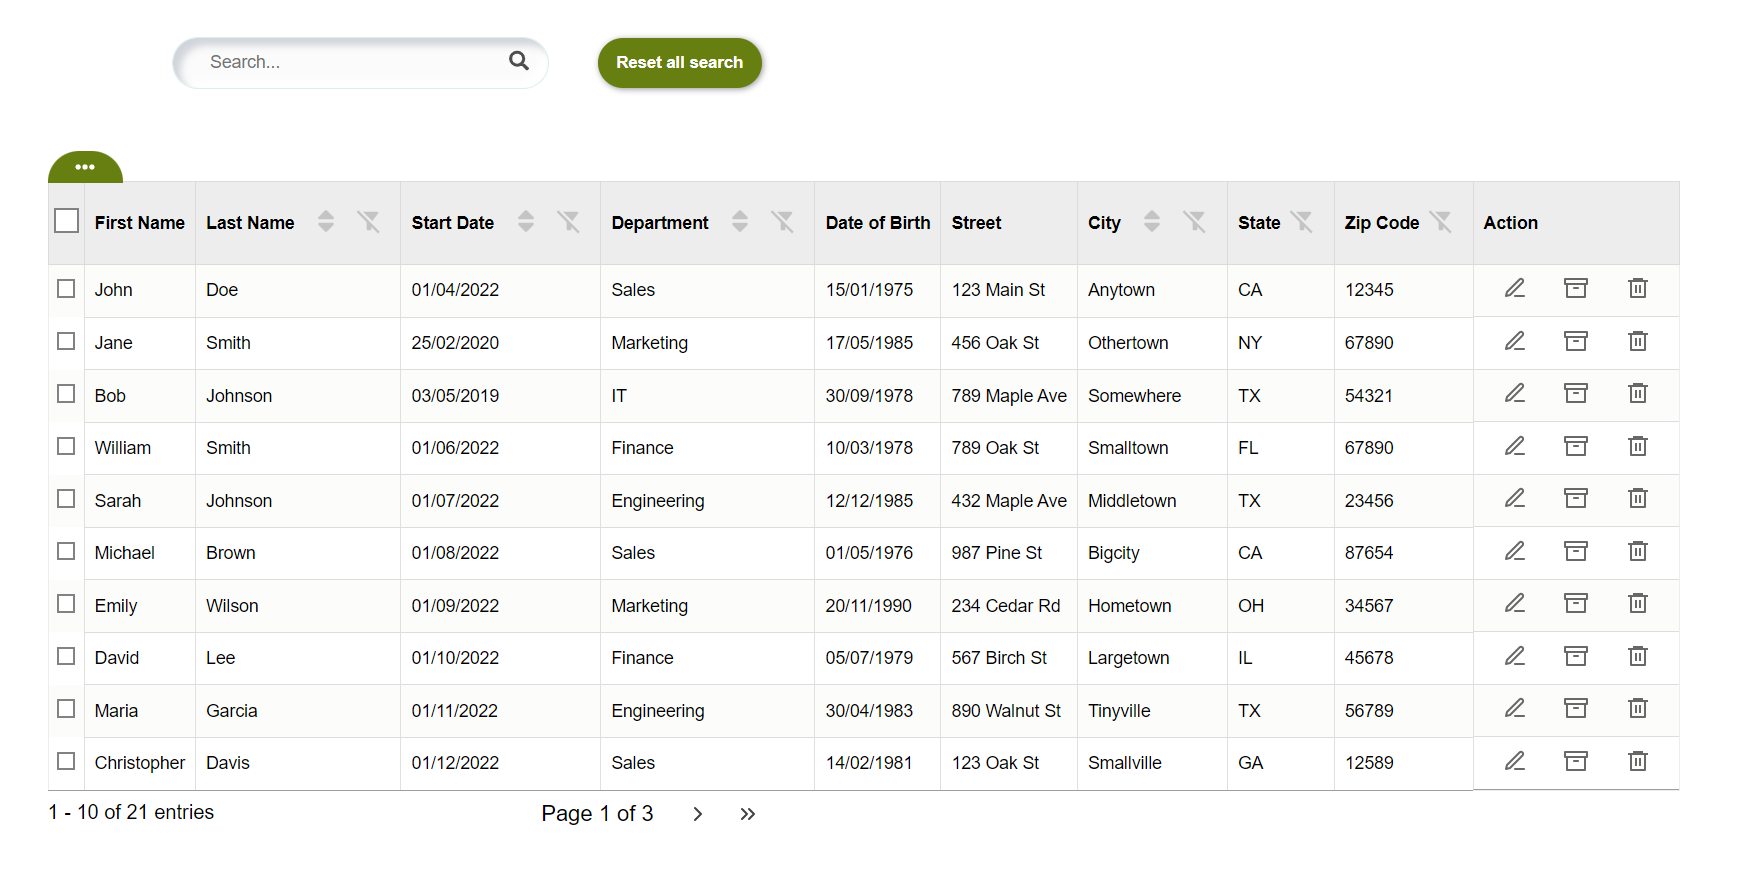 Search...
Reset all search
First Name Last Name Start Date Department Date of Birth Street City State Zip Code Action
John Doe 01/04/2022 Sales 15/01/1975 123 Main St Anytown CA 12345
Jane Smith 25/02/2020 Marketing 17/05/1985 456 Oak St Othertown NY 67890
Bob Johnson 03/05/2019 IT 30/09/1978 789 Maple Ave Somewhere TX 54321
William Smith 01/06/2022 Finance 10/03/1978 789 Oak St Smalltown FL 67890
Sarah Johnson 01/07/2022 Engineering 12/12/1985 432 Maple Ave Middletown TX 23456
Michael Brown 01/08/2022 Sales 01/05/1976 987 Pine St Bigcity CA 87654
Emily Wilson 01/09/2022 Marketing 20/11/1990 234 Cedar Rd Hometown OH 34567
David Lee 01/10/2022 Finance 05/07/1979 567 Birch St Largetown IL 45678
Maria Garcia 01/11/2022 Engineering 30/04/1983 890 Walnut St Tinyville TX 56789
Christopher Davis 01/12/2022 Sales 14/02/1981 123 Oak St Smallville GA 12589
1 - 10 of 21 entries Page 1 of 3